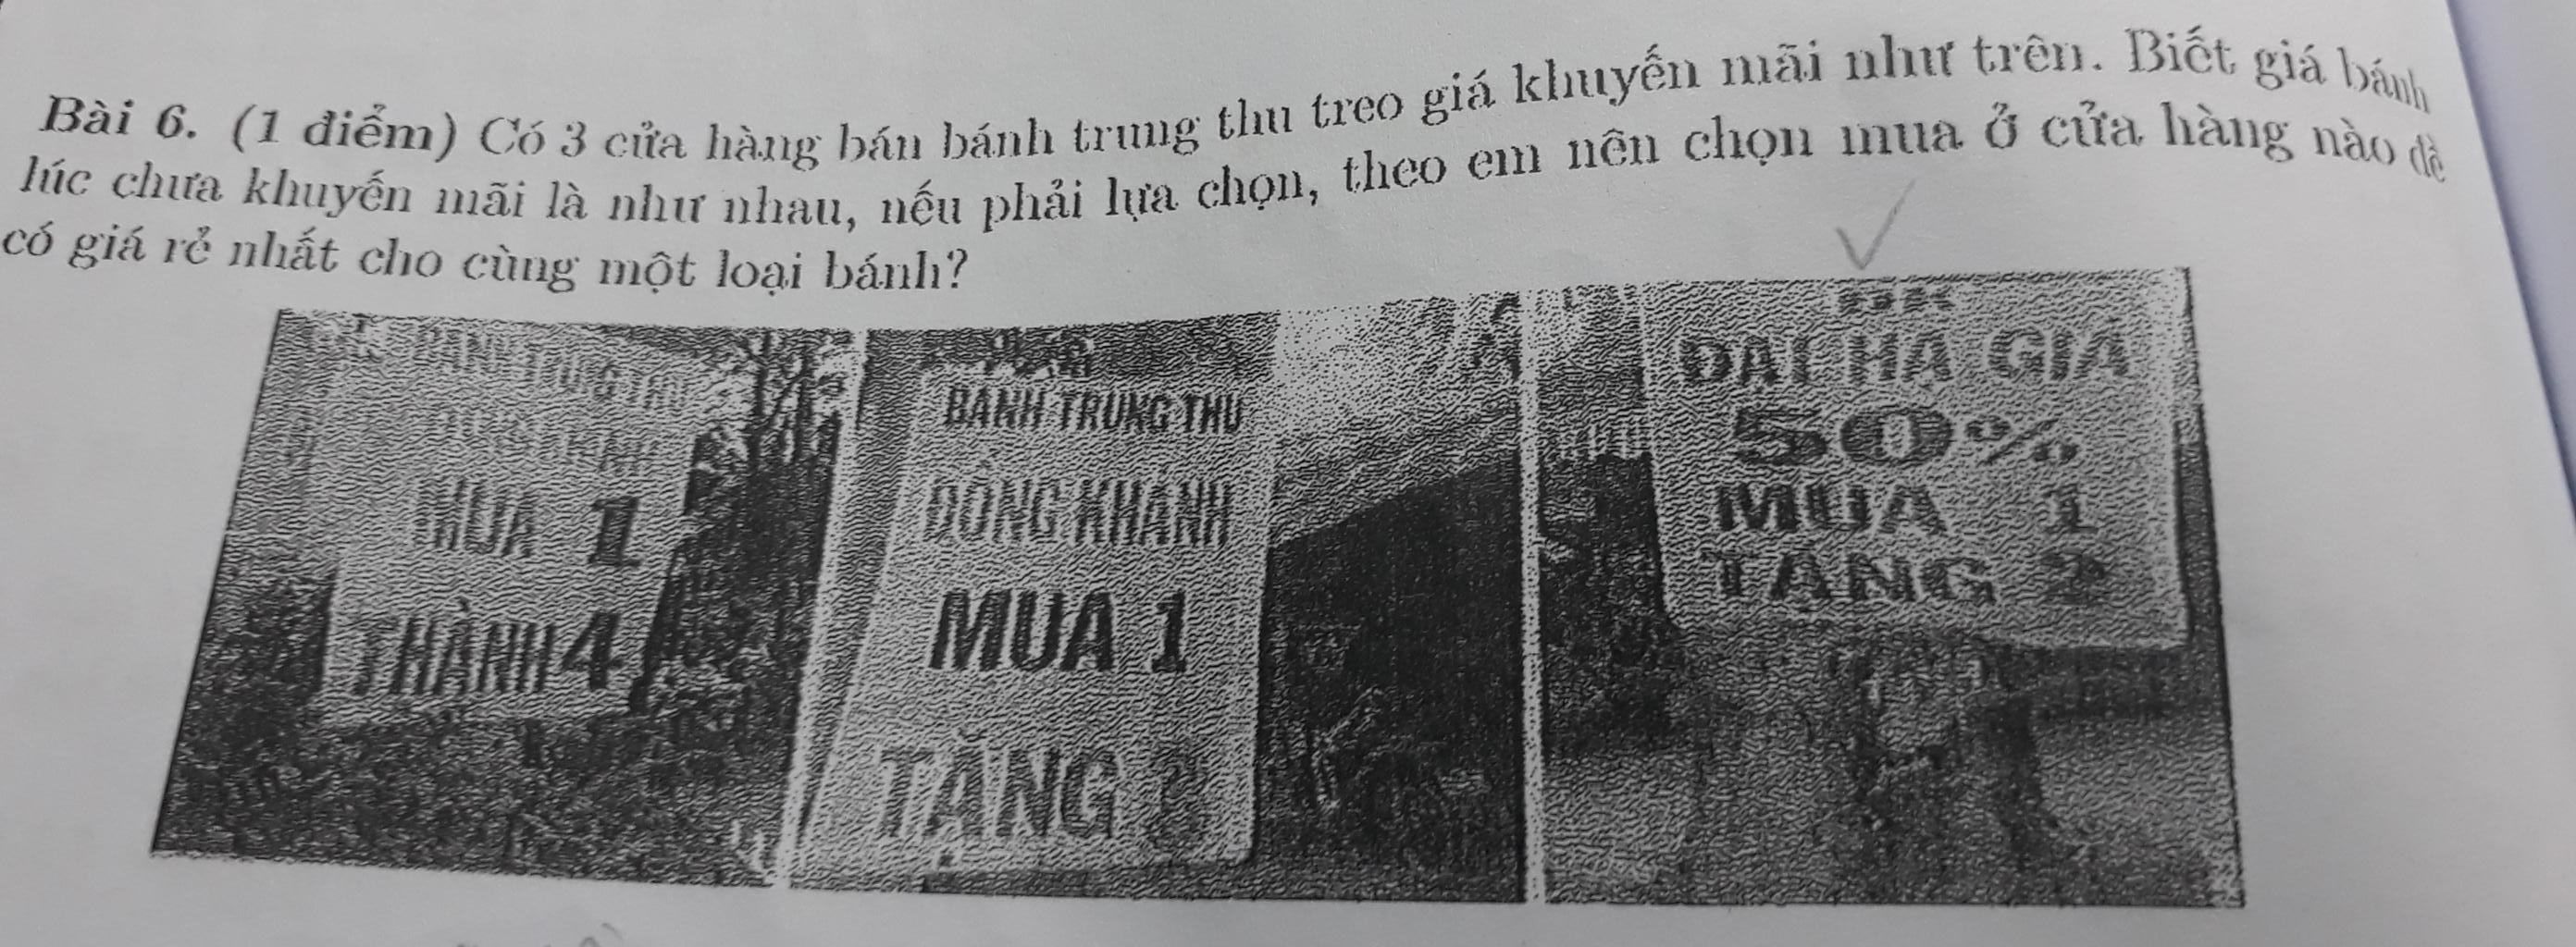 Bài 6. (1 điểm) Có 3 cửa hàng bán bánh trung thu treo giá khuyến mãi như trên. Biết giá bánh
lúc chưa khuyến mãi là như nhau, nếu phải lựa chọn, theo em nên chọn mua ở cửa hàng nào để
có giá rẻ nhất cho cùng một loại bánh?
BÁNH TRUNG THU
MUA 1
THÀNH 4
BÁNH TRUNG THU
ĐỒNG KHÁNH
MUA 1
TẶNG 3
ĐẠI HẠ GIÁ
50%
MUA 1
TẶNG 2